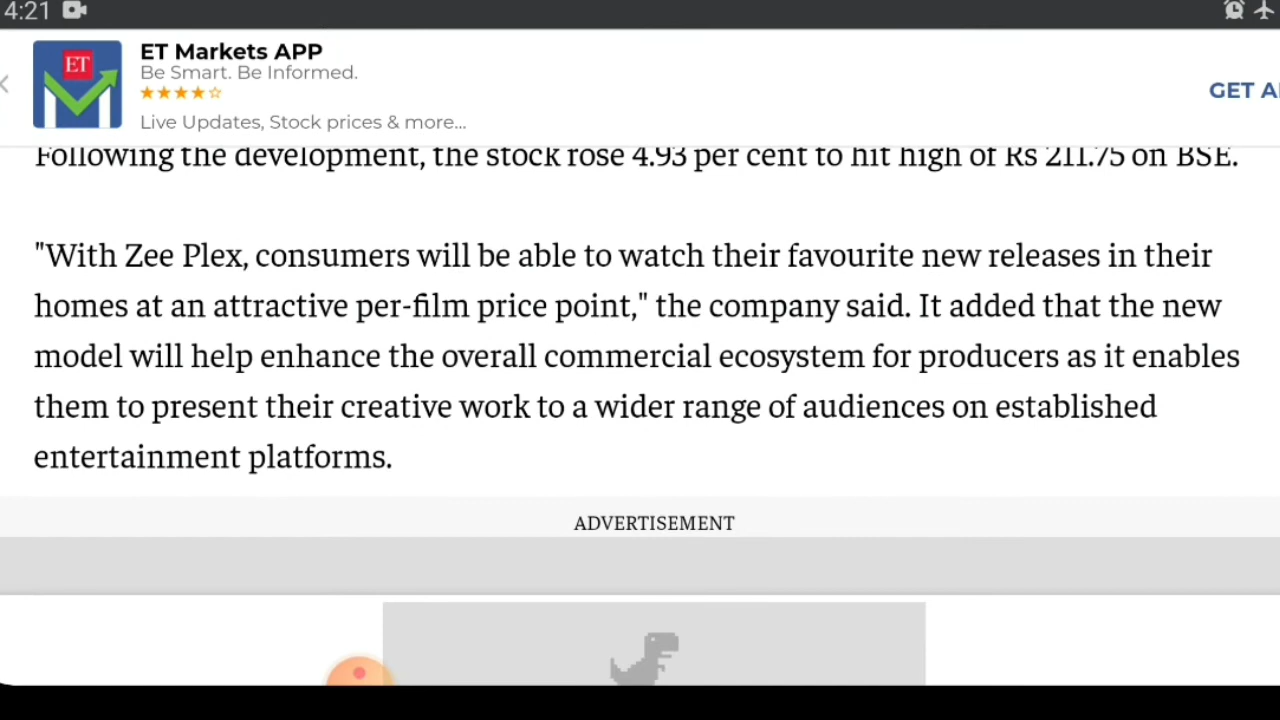 4:21
ET Markets APP
ET
Be Smart. Be Informed.
Live Updates, Stock prices & more...
GET
Following the development, the stock rose 4.93 per cent to hit high of Rs 211.75 on BSE.
"With Zee Plex, consumers will be able to watch their favourite new releases in their
homes at an attractive per-film price point," the company said. It added that the new
model will help enhance the overall commercial ecosystem for producers as it enables
them to present their creative work to a wider range of audiences on established
entertainment platforms.
ADVERTISEMENT